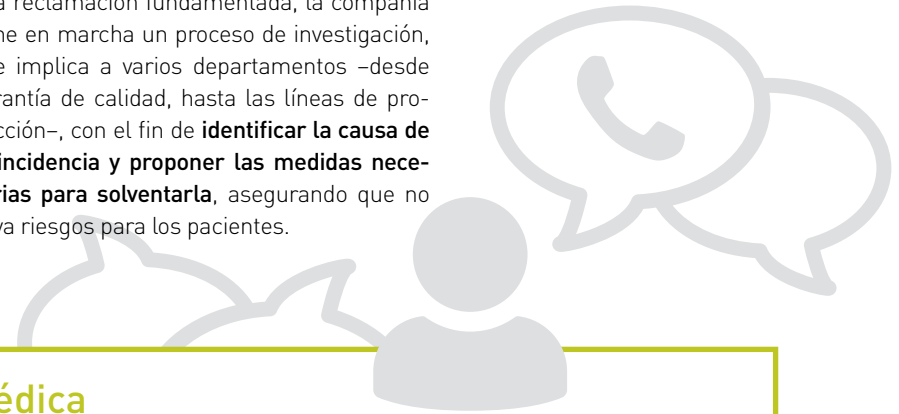 a reclamación fundamentada, la compañía
ne en marcha un proceso de investigación,
e implica a varios departamentos –desde
rantía de calidad, hasta las líneas de pro-
cción–, con el fin de identificar la causa de
incidencia y proponer las medidas nece-
rias para solventarla, asegurando que no
va riesgos para los pacientes.
édica